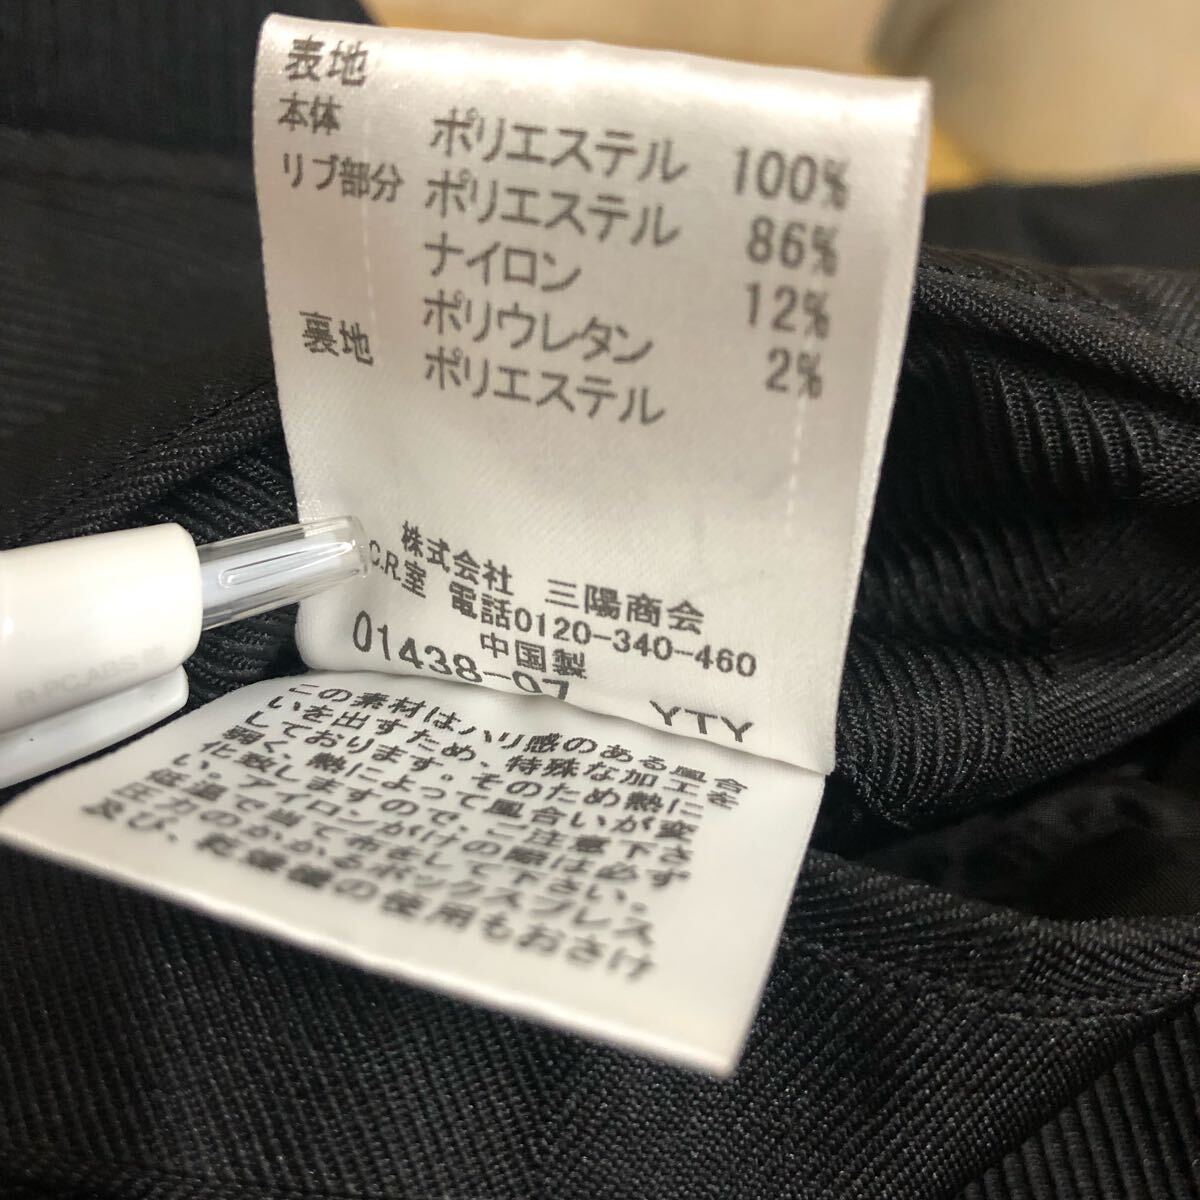 表地
本体 ポリエステル 100%
リブ部分 ポリエステル 86%
ナイロン 12%
ポリウレタン 2%
裏地 ポリエステル
株式会社 三陽商会
C.R.室 電話0120-340-460
中国製
01438-07 YTY
この素材はハリ感のある風合
いを出すため、特殊な加工を
しております。そのため熱に
弱く、熱によって風合いが変
化致しますので、ご注意下さ
い。アイロンがけの際は必ず
低温で当て布をして下さい。
圧力のかかるボックスプレス
及び、乾燥機の使用もおさけ